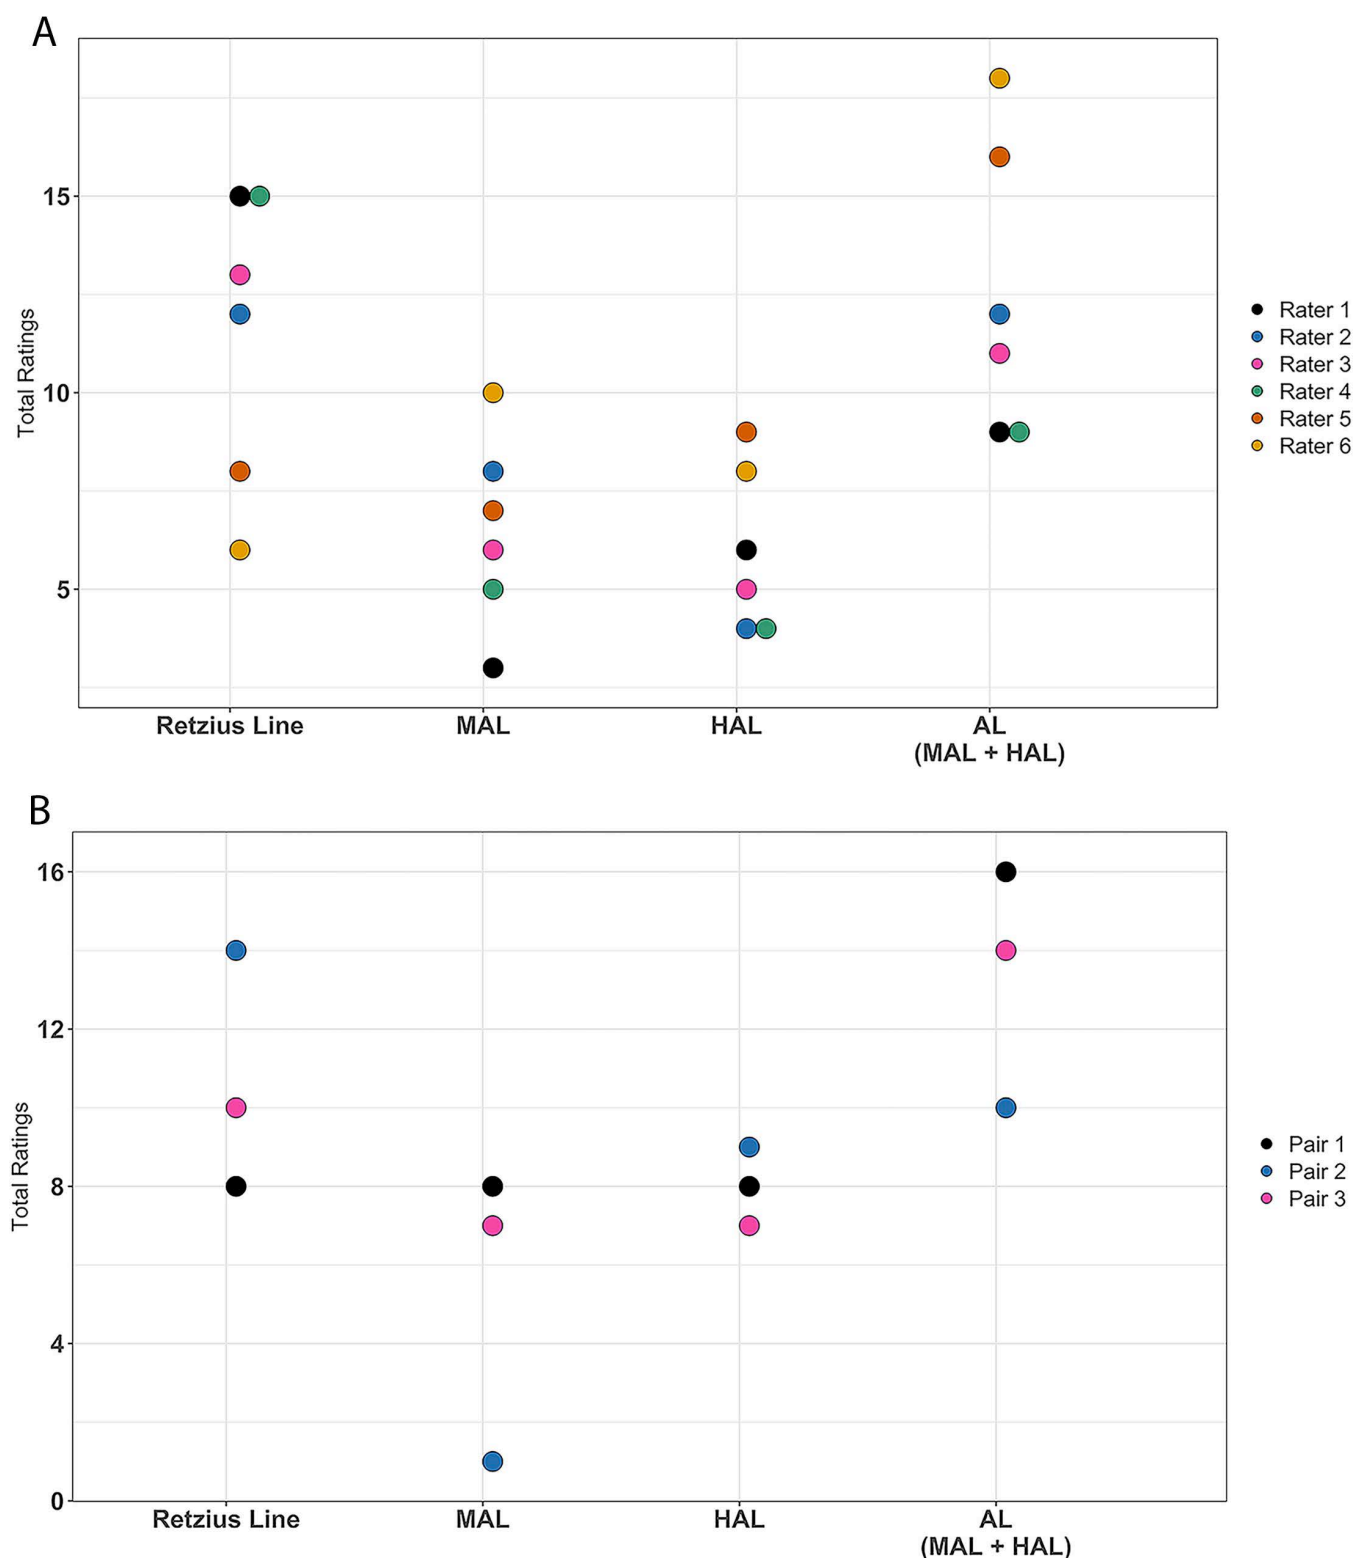 A
Total Ratings
15
10
5
Retzius Line
MAL
HAL
AL
(MAL + HAL)
Rater 1
Rater 2
Rater 3
Rater 4
Rater 5
Rater 6
B
Total Ratings
16
12
8
4
0
Retzius Line
MAL
HAL
AL
(MAL + HAL)
Pair 1
Pair 2
Pair 3